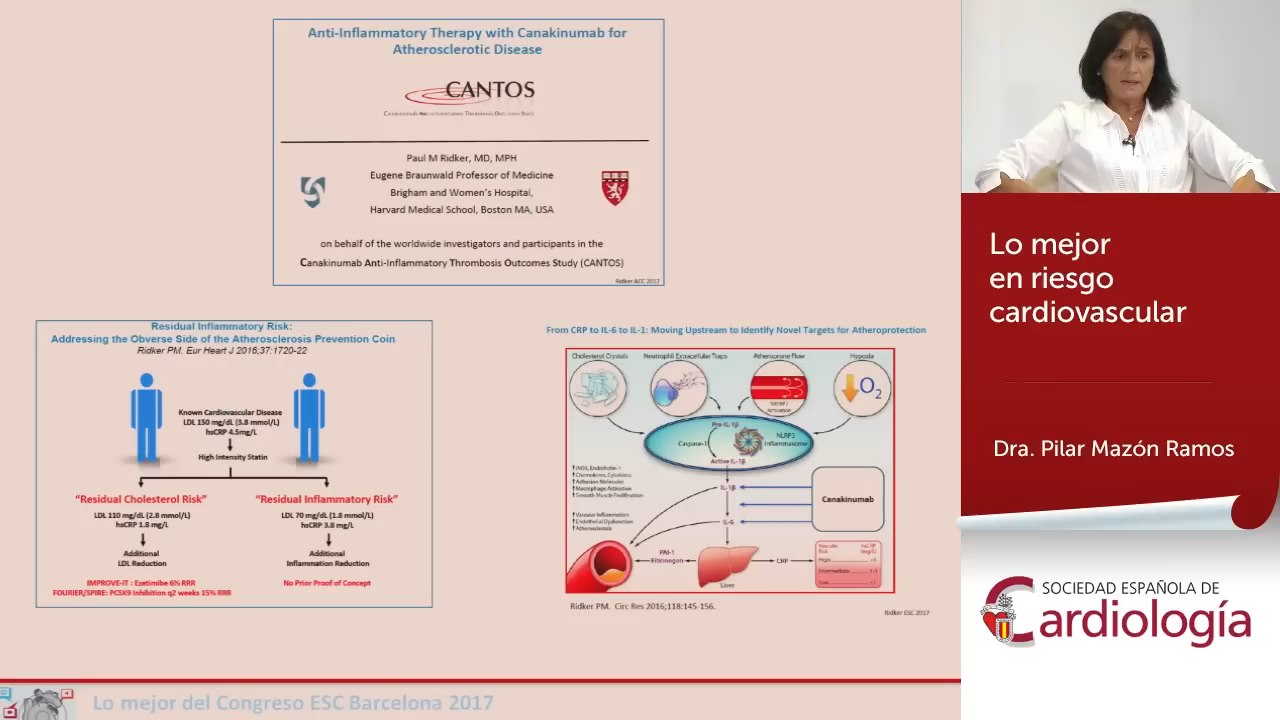 Anti-Inflammatory Therapy with Canakinumab for
Atherosclerotic Disease
CANTOS
Canakinumab Anti-Inflammatory Thrombosis Outcomes Study
Paul M Ridker, MD, MPH
Eugene Braunwald Professor of Medicine
Brigham and Women's Hospital,
Harvard Medical School, Boston MA, USA
on behalf of the worldwide investigators and participants in the
Canakinumab Anti-Inflammatory Thrombosis Outcomes Study (CANTOS)
Ridker ACC 2017
Residual Inflammatory Risk:
Addressing the Obverse Side of the Atherosclerosis Prevention Coin
Ridker PM. Eur Heart J 2016;37:1720-22
Known Cardiovascular Disease
LDL 150 mg/dL (3.8 mmol/L)
hsCRP 4.5mg/L
High Intensity Statin
"Residual Cholesterol Risk"
LDL 110 mg/dL (2.8 mmol/L)
hsCRP 1.8 mg/L
Additional
LDL Reduction
IMPROVE-IT : Ezetimibe 6% RRR
FOURIER/SPIRE: PCSK9 Inhibition q2 weeks 15% RRR
"Residual Inflammatory Risk"
LDL 70 mg/dL (1.8 mmol/L)
hsCRP 3.8 mg/L
Additional
Inflammation Reduction
No Prior Proof of Concept
From CRP to IL-6 to IL-1: Moving Upstream to Identify Novel Targets for Atheroprotection
Cholesterol Crystals
Neutrophil Extracellular Traps
Atheroprone Flow
Hypoxia
Activation
O2
Pro-IL-1β
Caspase-1
NLRP3
Inflammasome
Active IL-1β
iNOS, Endothelin-1
Chemokines, Cytokines
Adhesion Molecules
Macrophage Activation
Smooth Muscle Proliferation
IL-1β
Canakinumab
Vascular Inflammation
Endothelial Dysfunction
Atherosclerosis
IL-6
PAI-1
Fibrinogen
Liver
CRP
Vascular
Risk
hsCRP
(mg/L)
High
Intermediate
Low
Ridker PM. Circ Res 2016;118:145-156.
Ridker ESC 2017
Lo mejor del Congreso ESC Barcelona 2017
Lo mejor
en riesgo
cardiovascular
Dra. Pilar Mazón Ramos
SOCIEDAD ESPAÑOLA DE
Cardiología